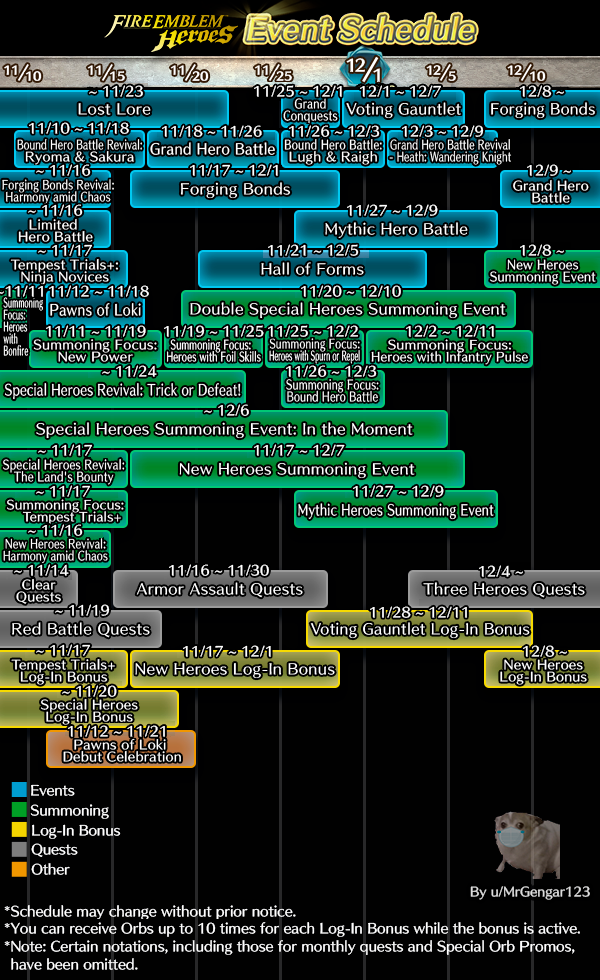 FIRE EMBLEM
Heroes
Event Schedule
11/10 11/15 11/20 11/25 12/1 12/5 12/10
~ 11/23
Lost Lore
11/25 ~ 12/1
Grand
Conquests
12/1 ~ 12/7
Voting Gauntlet
12/8 ~
Forging Bonds
11/10 ~ 11/18
Bound Hero Battle Revival:
Ryoma & Sakura
11/18 ~ 11/26
Grand Hero Battle
11/26 ~ 12/3
Bound Hero Battle:
Lugh & Raigh
12/3 ~ 12/9
Grand Hero Battle Revival
- Heath: Wandering Knight
~ 11/16
Forging Bonds Revival:
Harmony amid Chaos
11/17 ~ 12/1
Forging Bonds
12/9 ~
Grand Hero
Battle
~ 11/16
Limited
Hero Battle
11/27 ~ 12/9
Mythic Hero Battle
~ 11/17
Tempest Trials+:
Ninja Novices
11/21 ~ 12/5
Hall of Forms
12/8 ~
New Heroes
Summoning Event
~11/11
Summoning
Focus:
Heroes
with
Bonfire
11/12 ~ 11/18
Pawns of Loki
11/20 ~ 12/10
Double Special Heroes Summoning Event
11/11 ~ 11/19
Summoning Focus:
New Power
11/19 ~ 11/25
Summoning Focus:
Heroes with Foil Skills
11/25 ~ 12/2
Summoning Focus:
Heroes with Spurn or Repel
12/2 ~ 12/11
Summoning Focus:
Heroes with Infantry Pulse
~ 11/24
Special Heroes Revival: Trick or Defeat!
11/26 ~ 12/3
Summoning Focus:
Bound Hero Battle
~ 12/6
Special Heroes Summoning Event: In the Moment
~ 11/17
Special Heroes Revival:
The Land's Bounty
11/17 ~ 12/7
New Heroes Summoning Event
~ 11/17
Summoning Focus:
Tempest Trials+
11/27 ~ 12/9
Mythic Heroes Summoning Event
~ 11/16
New Heroes Revival:
Harmony amid Chaos
~ 11/14
Clear
Quests
11/16 ~ 11/30
Armor Assault Quests
12/4 ~
Three Heroes Quests
~ 11/19
Red Battle Quests
11/28 ~ 12/11
Voting Gauntlet Log-In Bonus
~ 11/17
Tempest Trials+
Log-In Bonus
11/17 ~ 12/1
New Heroes Log-In Bonus
12/8 ~
New Heroes
Log-In Bonus
~ 11/20
Special Heroes
Log-In Bonus
11/12 ~ 11/21
Pawns of Loki
Debut Celebration
Events
Summoning
Log-In Bonus
Quests
Other
By u/MrGengar123
*Schedule may change without prior notice.
*You can receive Orbs up to 10 times for each Log-In Bonus while the bonus is active.
*Note: Certain notations, including those for monthly quests and Special Orb Promos,
have been omitted.